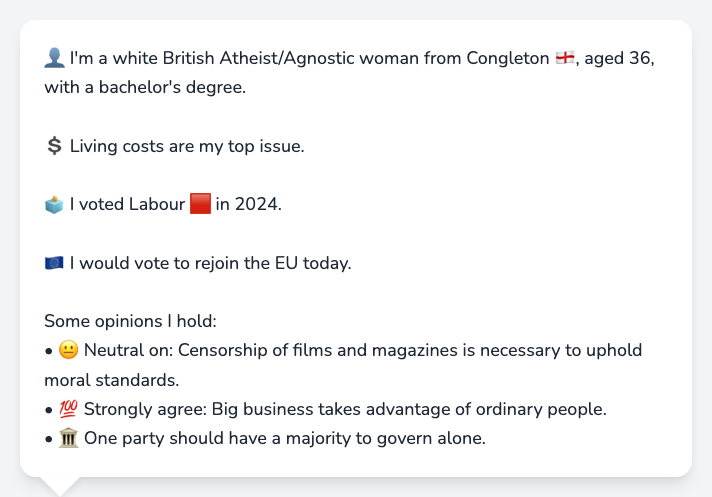 👤 I'm a white British Atheist/Agnostic woman from Congleton 🏴󠁧󠁢󠁥󠁮󠁧󠁿, aged 36,
with a bachelor's degree.
💲 Living costs are my top issue.
🗳️ I voted Labour 🟥 in 2024.
🇪🇺 I would vote to rejoin the EU today.
Some opinions I hold:
• 😐 Neutral on: Censorship of films and magazines is necessary to uphold
moral standards.
• 💯 Strongly agree: Big business takes advantage of ordinary people.
• 🏛️ One party should have a majority to govern alone.